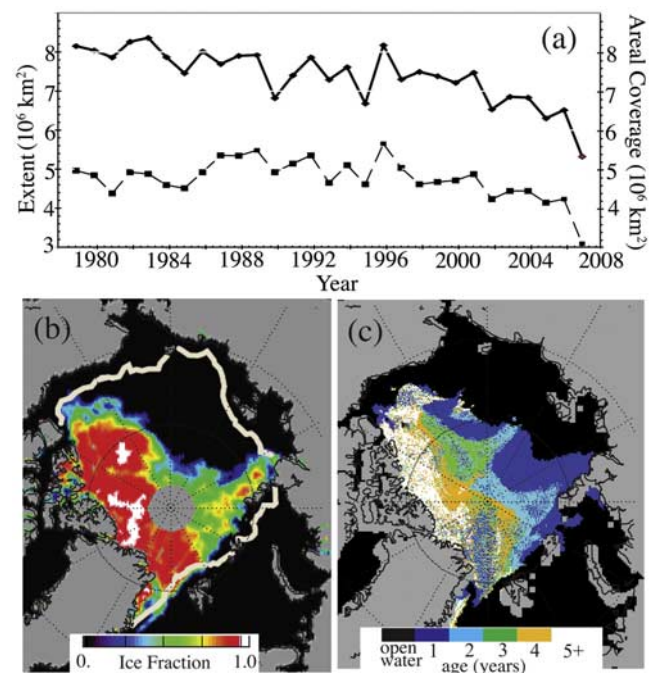 (a)
8
7
6
5
4
3
Extent (10⁶ km²)
8
7
6
5
4
Areal Coverage (10⁶ km²)
1980 1984 1988 1992 1996 2000 2004 2008
Year
(b)
0. 1.0
Ice Fraction
(c)
open water 1 2 3 4 5+
age (years)